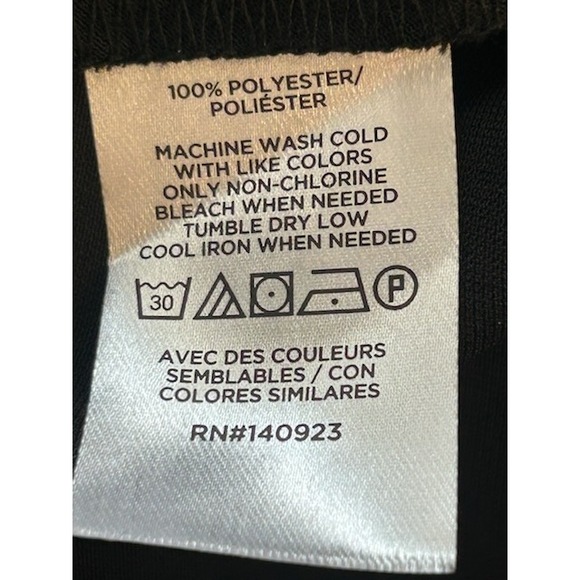 100% POLYESTER/
POLIÉSTER
MACHINE WASH COLD
WITH LIKE COLORS
ONLY NON-CHLORINE
BLEACH WHEN NEEDED
TUMBLE DRY LOW
COOL IRON WHEN NEEDED
30 P
AVEC DES COULEURS
SEMBLABLES / CON
COLORES SIMILARES
RN#140923